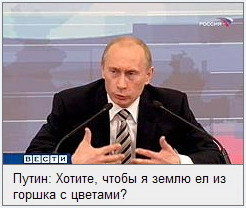 РОССИЯ
ВЕСТИ
Путин: Хотите, чтобы я землю ел из
горшка с цветами?